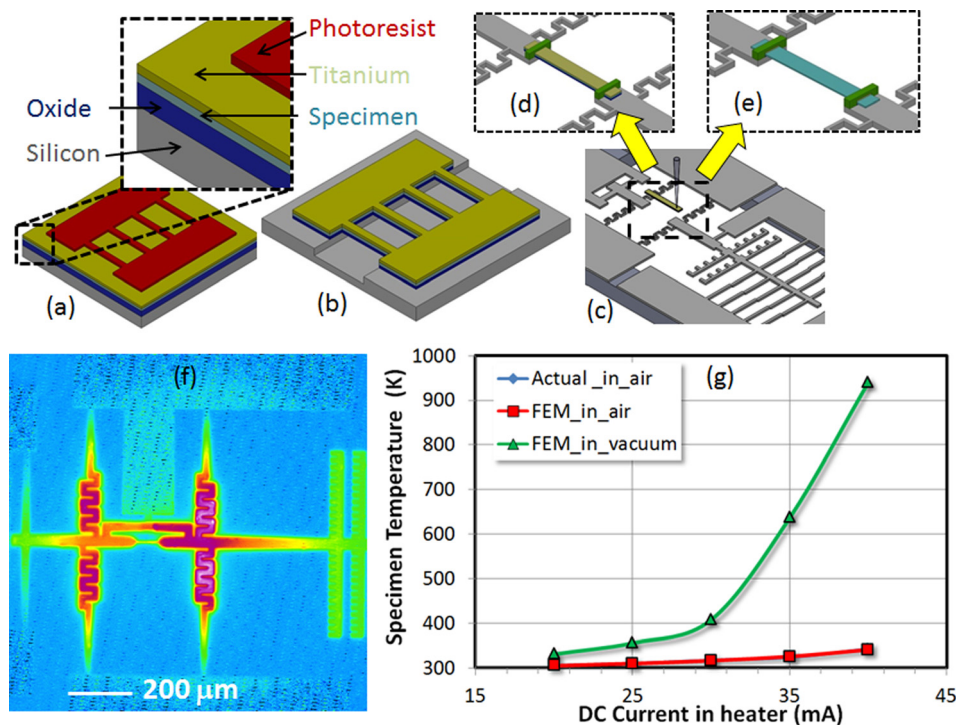 Photoresist
Titanium
Oxide
Specimen
Silicon
(a)
(b)
(c)
(d)
(e)
(f)
200 μm
(g)
Actual _in_air
FEM_in_air
FEM_in_vacuum
Specimen Temperature (K)
1000
900
800
700
600
500
400
300
15
25
35
45
DC Current in heater (mA)